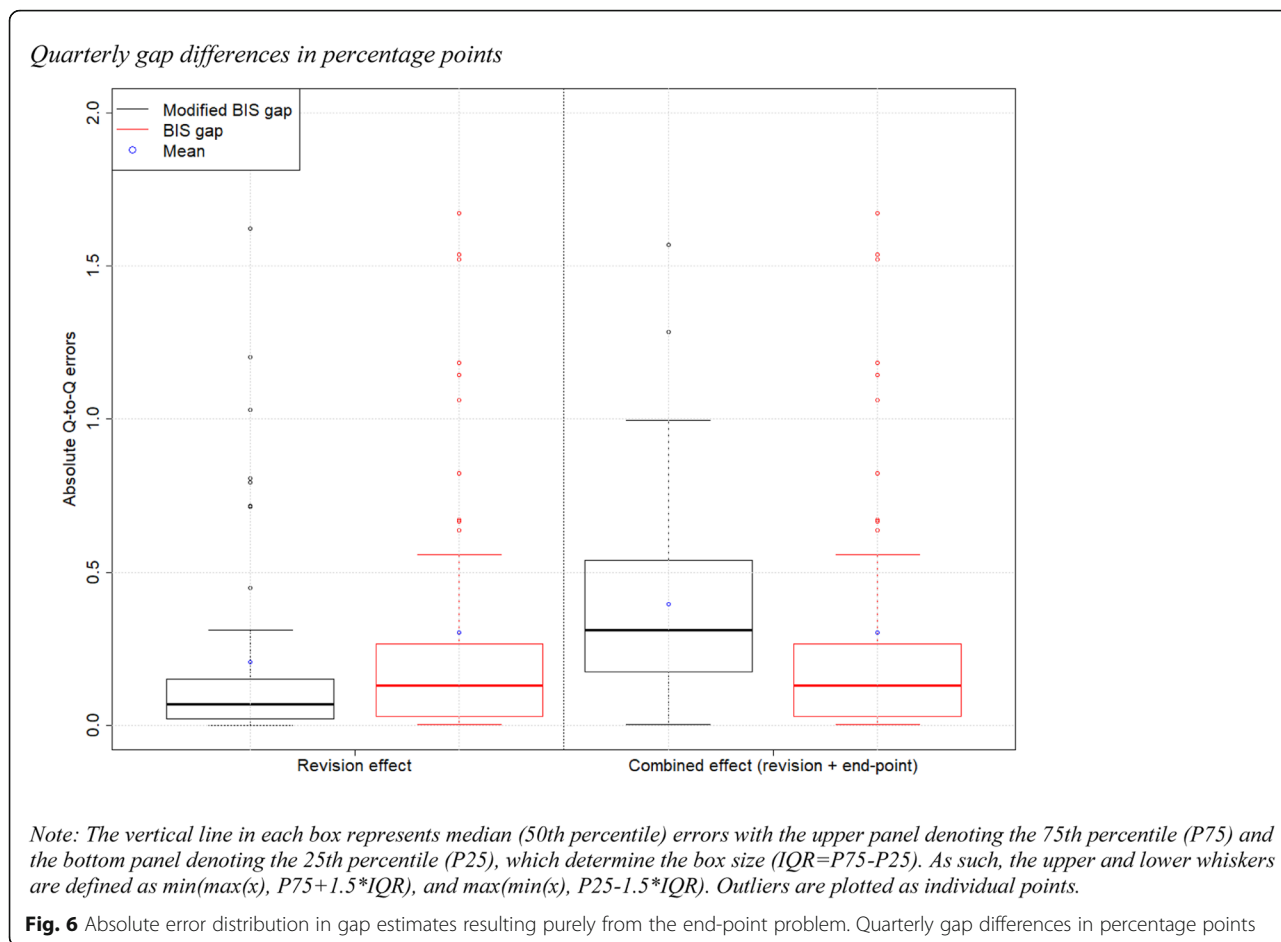 Quarterly gap differences in percentage points
Modified BIS gap
BIS gap
Mean
2.0
1.5
1.0
0.5
0.0
Absolute Q-to-Q errors
Revision effect
Combined effect (revision + end-point)
Note: The vertical line in each box represents median (50th percentile) errors with the upper panel denoting the 75th percentile (P75) and
the bottom panel denoting the 25th percentile (P25), which determine the box size (IQR=P75-P25). As such, the upper and lower whiskers
are defined as min(max(x), P75+1.5*IQR), and max(min(x), P25-1.5*IQR). Outliers are plotted as individual points.
Fig. 6 Absolute error distribution in gap estimates resulting purely from the end-point problem. Quarterly gap differences in percentage points